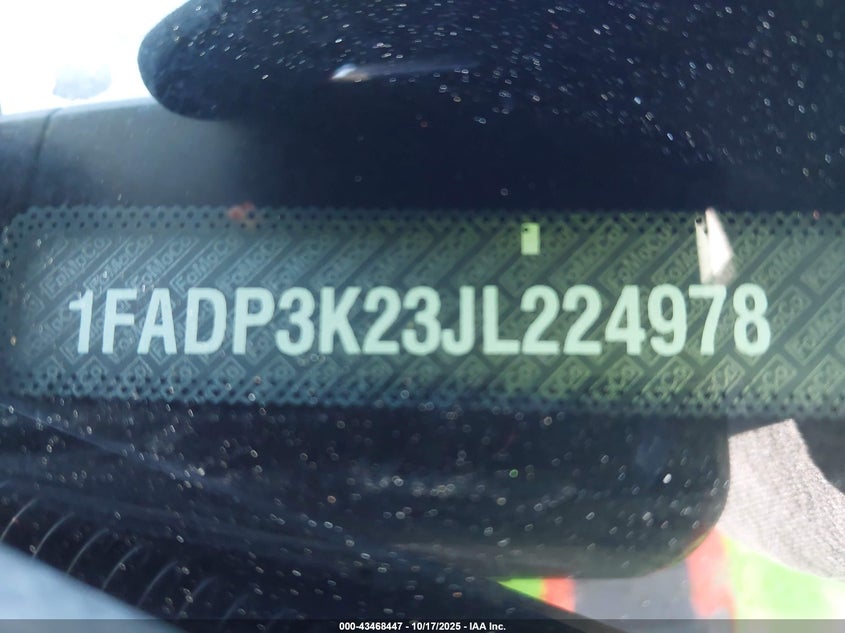 1FADP3K23JL224978
000-43468447 - 10/17/2025 - IAA Inc.